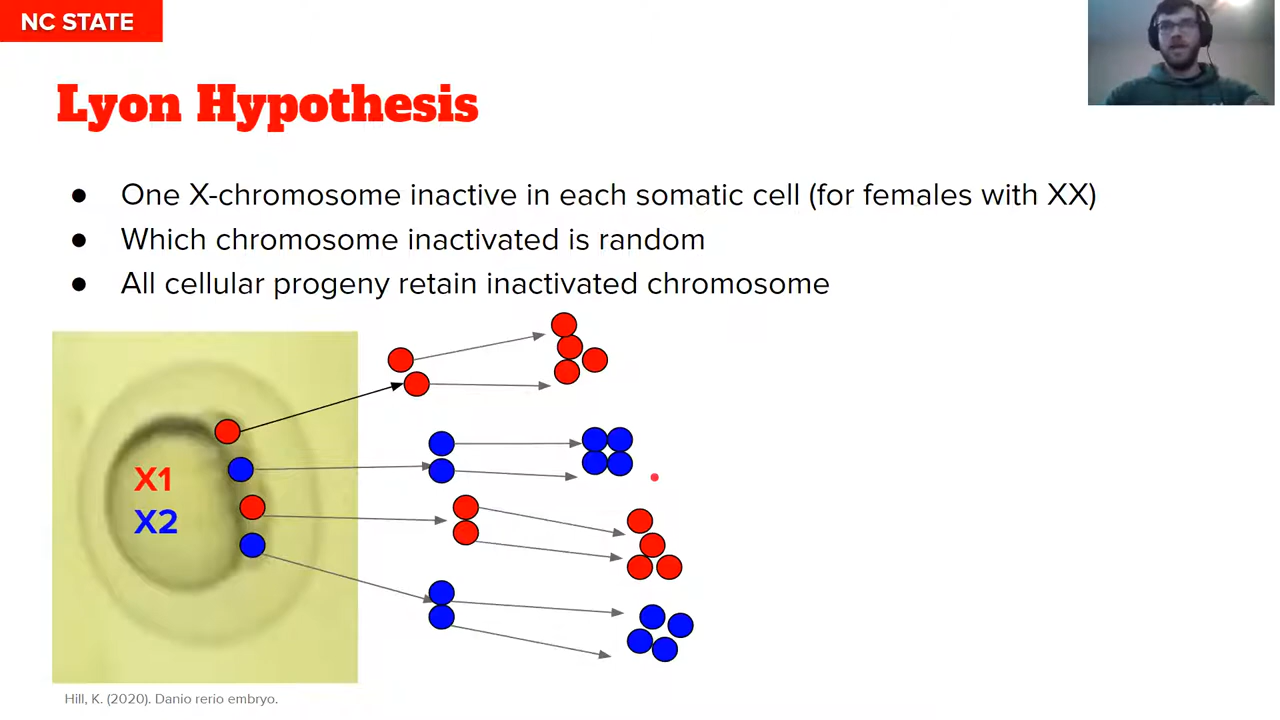 NC STATE
Lyon Hypothesis
● One X-chromosome inactive in each somatic cell (for females with XX)
● Which chromosome inactivated is random
● All cellular progeny retain inactivated chromosome
X1
X2
Hill, K. (2020). Danio rerio embryo.